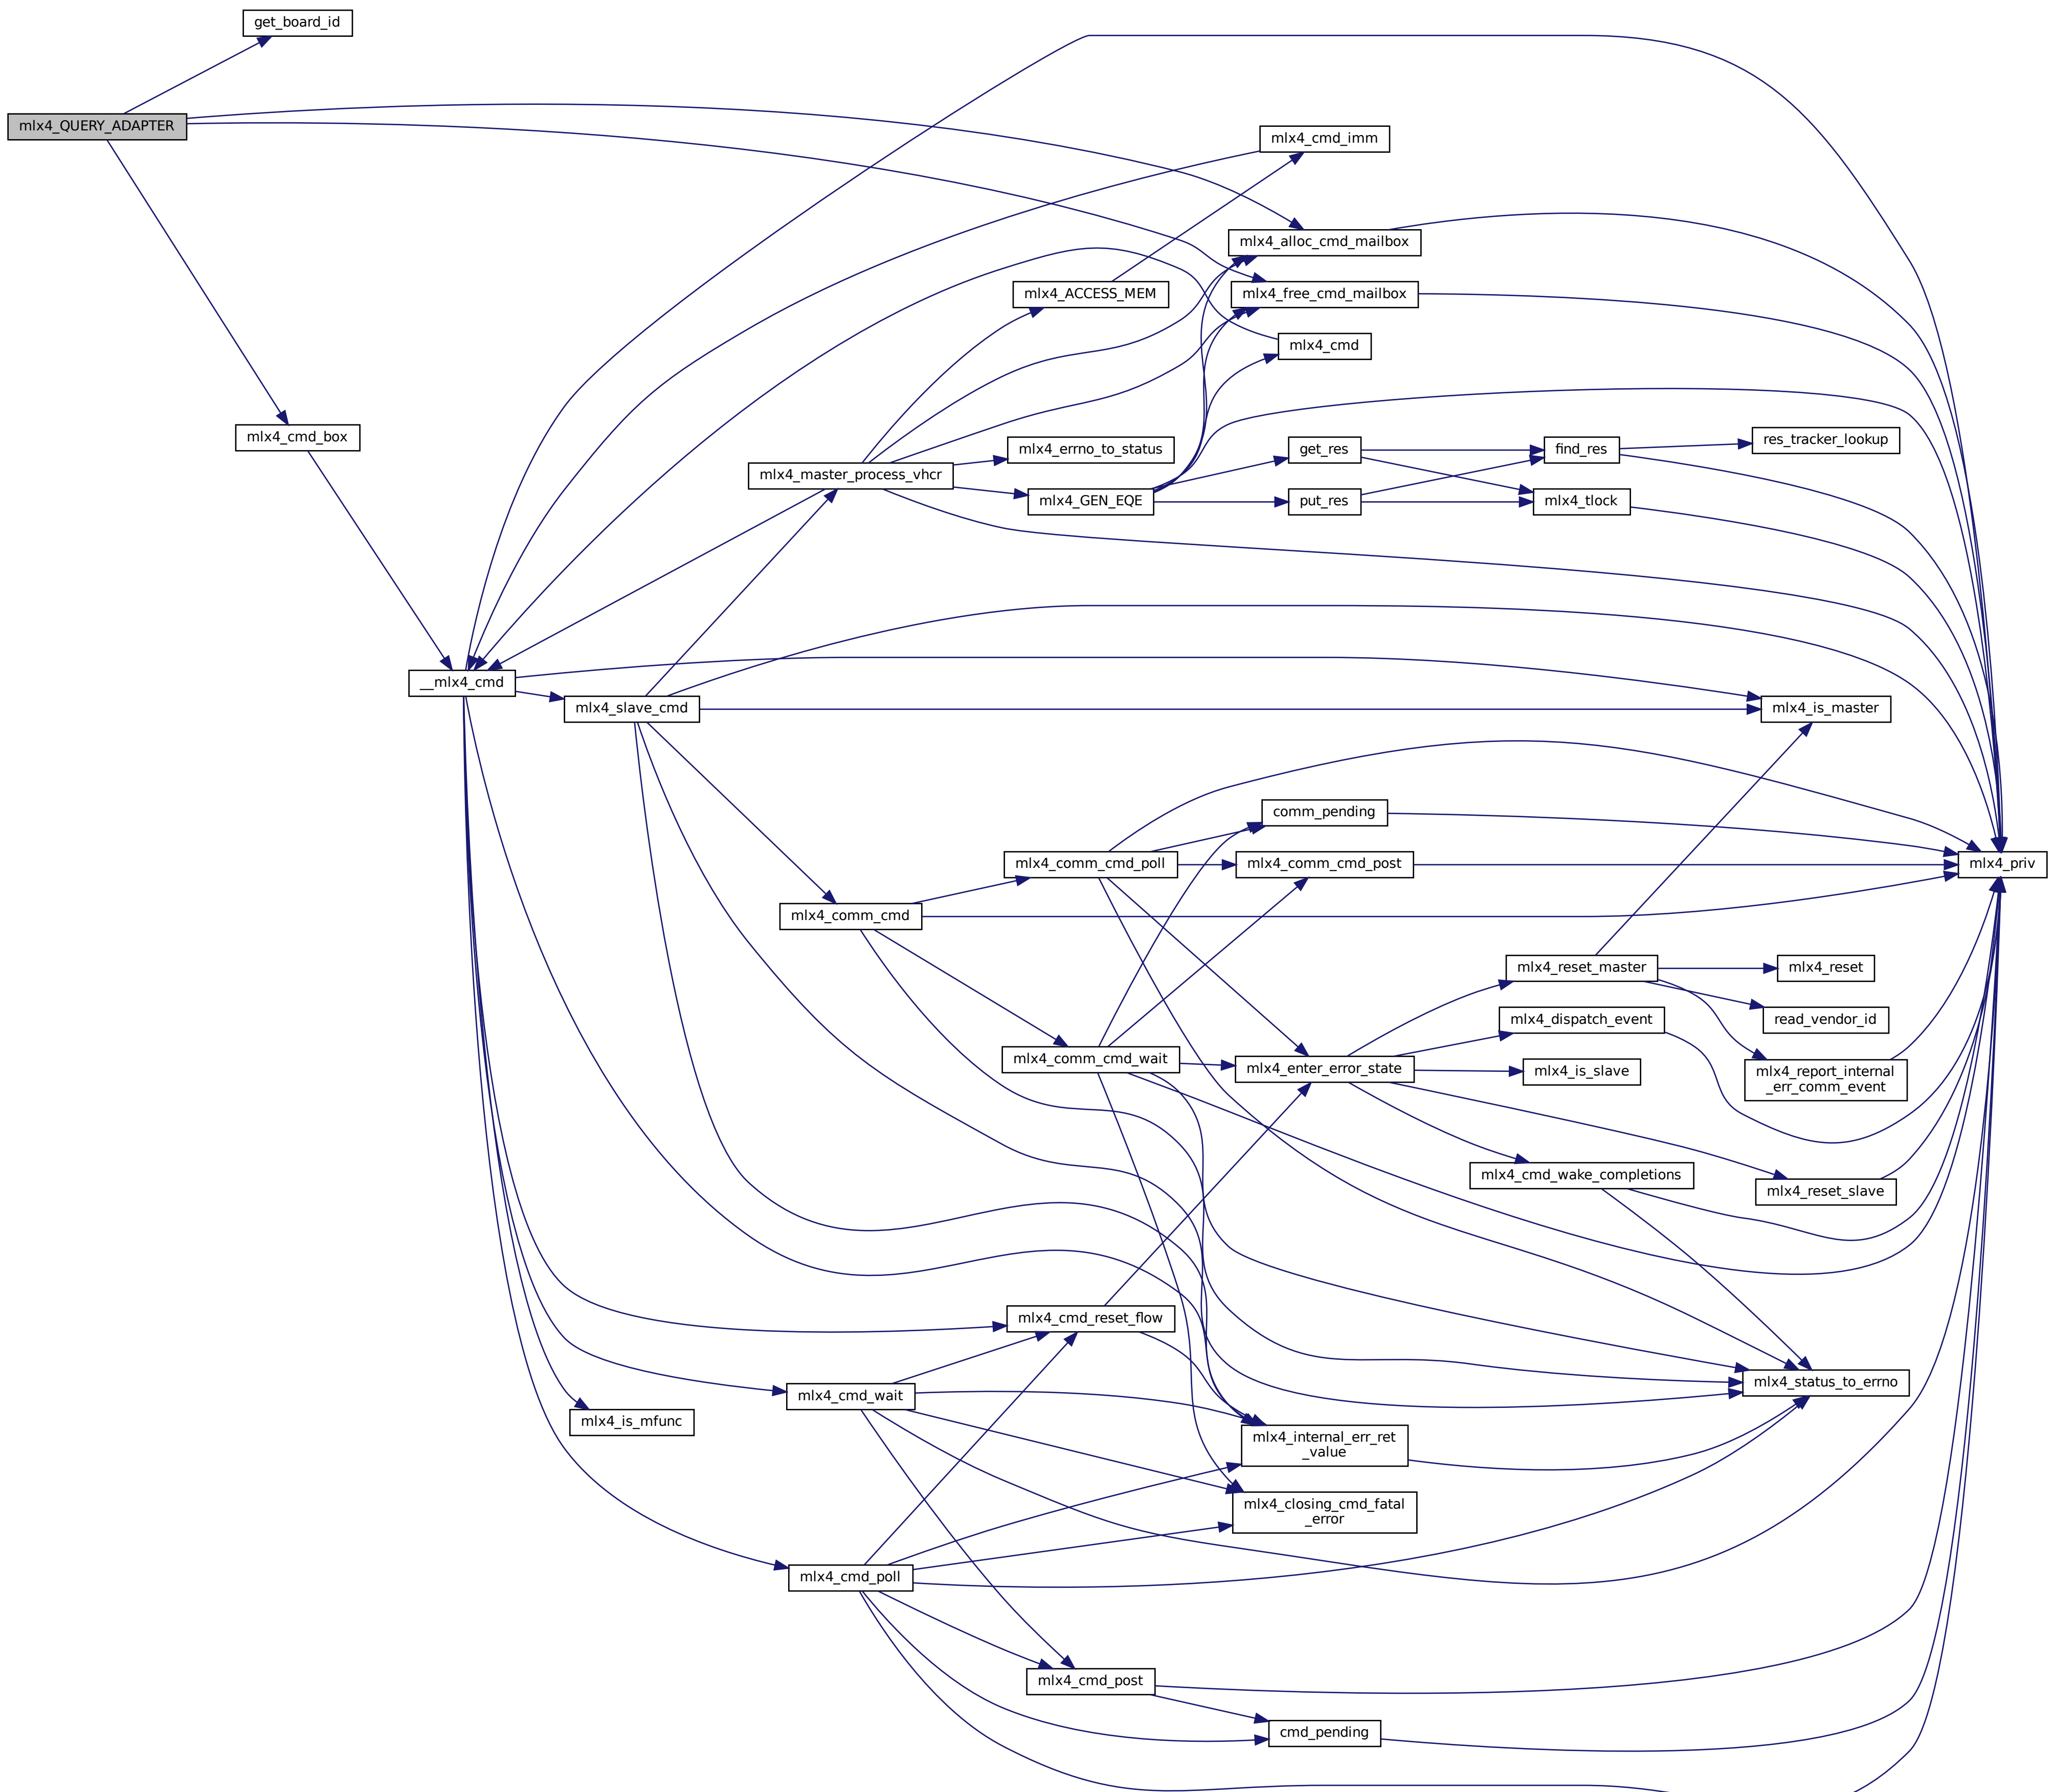 get_board_id
mlx4_QUERY_ADAPTER
mlx4_cmd_imm
mlx4_alloc_cmd_mailbox
mlx4_ACCESS_MEM
mlx4_free_cmd_mailbox
mlx4_cmd
mlx4_cmd_box
mlx4_errno_to_status
get_res
find_res
res_tracker_lookup
mlx4_master_process_vhcr
mlx4_GEN_EQE
put_res
mlx4_tlock
__mlx4_cmd
mlx4_slave_cmd
mlx4_is_master
comm_pending
mlx4_comm_cmd_poll
mlx4_comm_cmd_post
mlx4_priv
mlx4_comm_cmd
mlx4_reset_master
mlx4_reset
mlx4_dispatch_event
read_vendor_id
mlx4_comm_cmd_wait
mlx4_enter_error_state
mlx4_is_slave
mlx4_report_internal
_err_comm_event
mlx4_cmd_wake_completions
mlx4_reset_slave
mlx4_cmd_reset_flow
mlx4_cmd_wait
mlx4_status_to_errno
mlx4_is_mfunc
mlx4_internal_err_ret
_value
mlx4_closing_cmd_fatal
_error
mlx4_cmd_poll
mlx4_cmd_post
cmd_pending